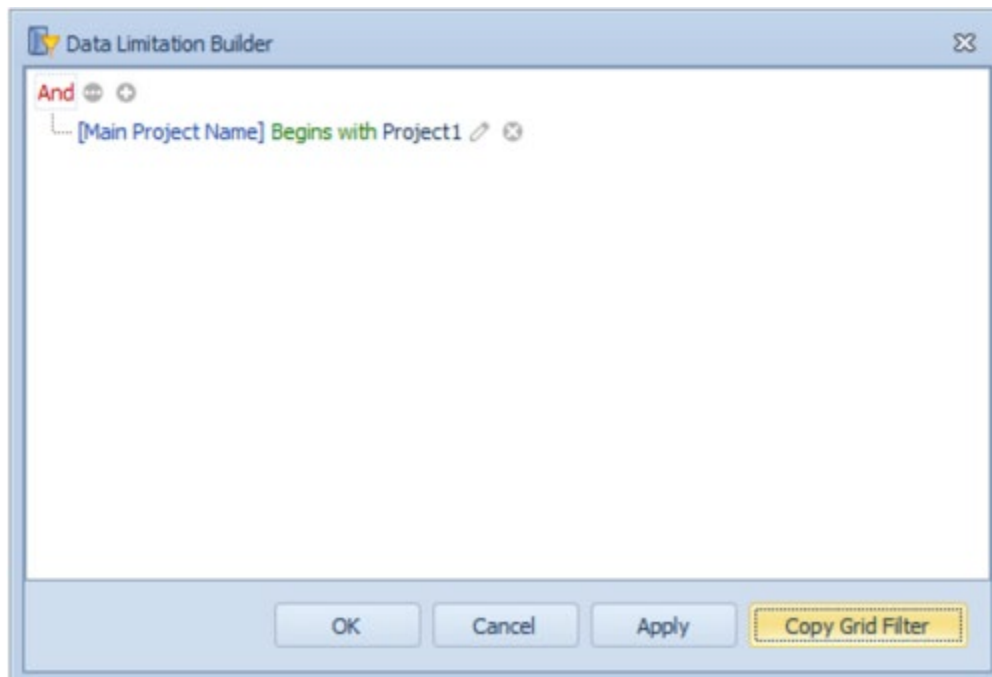 Data Limitation Builder
And
[Main Project Name] Begins with Project1
OK Cancel Apply Copy Grid Filter